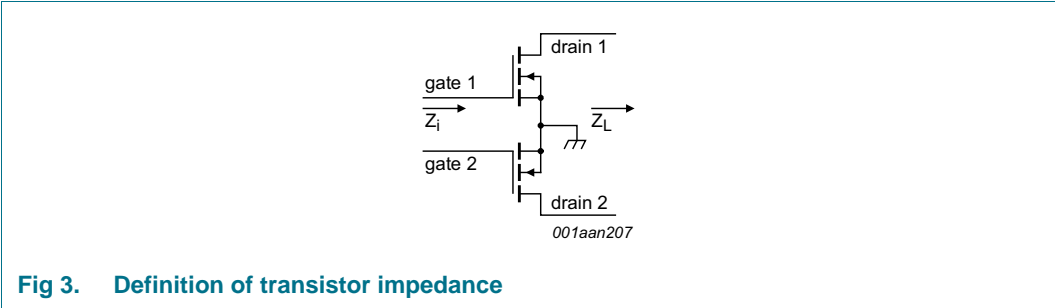 drain 1
gate 1
Zi
ZL
gate 2
drain 2
001aan207
Fig 3. Definition of transistor impedance